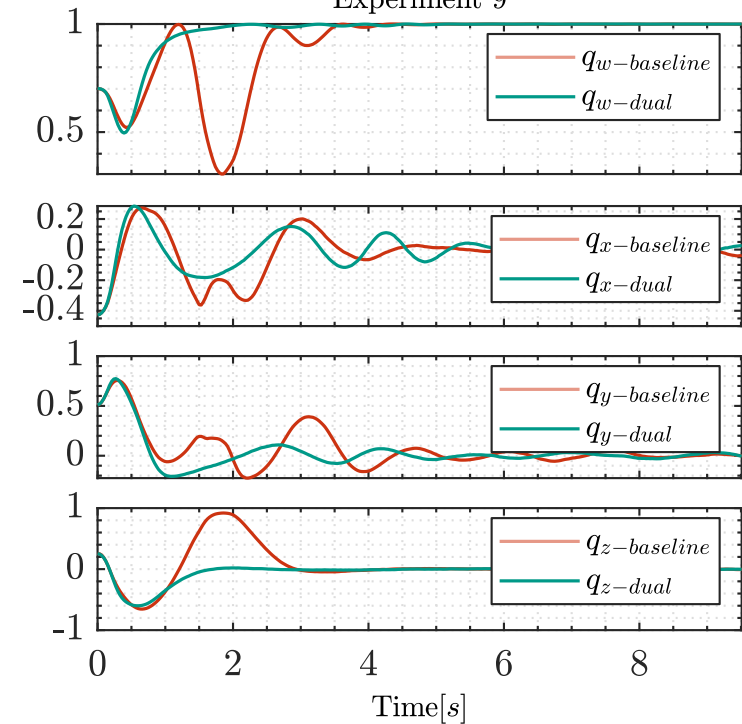 Experiment 9
1
0.5
q_{w-baseline}
q_{w-dual}
0.2
0
-0.2
-0.4
q_{x-baseline}
q_{x-dual}
1
0.5
0
q_{y-baseline}
q_{y-dual}
1
0
-1
q_{z-baseline}
q_{z-dual}
0 2 4 6 8
Time[s]